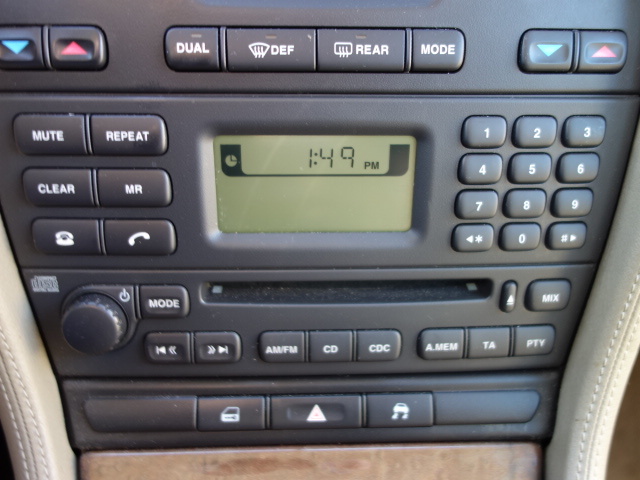 DUAL DEF REAR MODE
MUTE REPEAT
1:49 PM
1 2 3
CLEAR MR
4 5 6
7 8 9
* 0 #
MODE
MIX
AM/FM CD CDC
A.MEM TA PTY